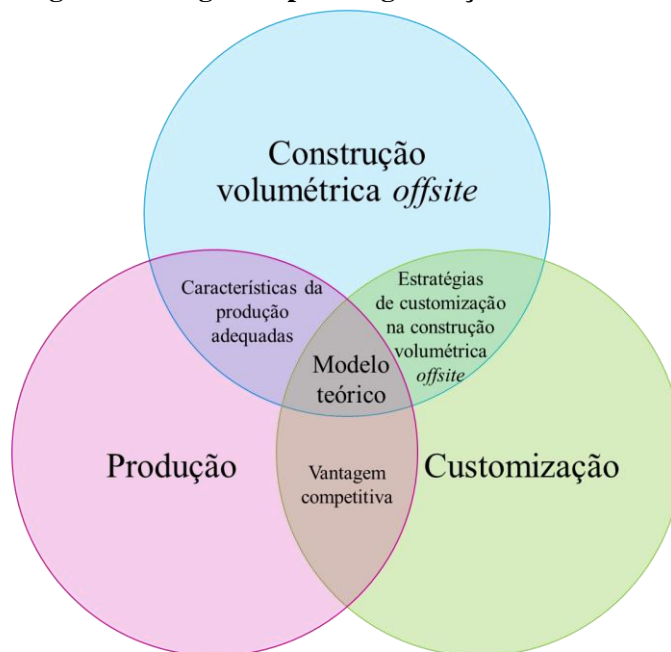 Construção
volumétrica offsite
Características da
produção
adequadas
Estratégias
de customização
na construção
volumétrica
offsite
Modelo
teórico
Produção
Vantagem
competitiva
Customização